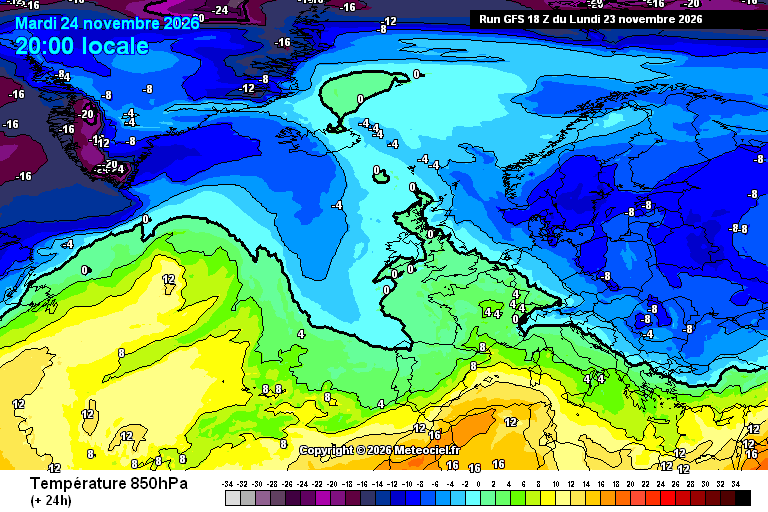 Mardi 24 novembre 2026
20:00 locale
Run GFS 18 Z du Lundi 23 novembre 2026
Copyright © 2026 Meteociel.fr
Température 850hPa
(+ 24h)
-34 -32 -30 -28 -26 -24 -22 -20 -18 -16 -14 -12 -10 -8 -6 -4 -2 0 2 4 6 8 10 12 14 16 18 20 22 24 26 28 30 32 34